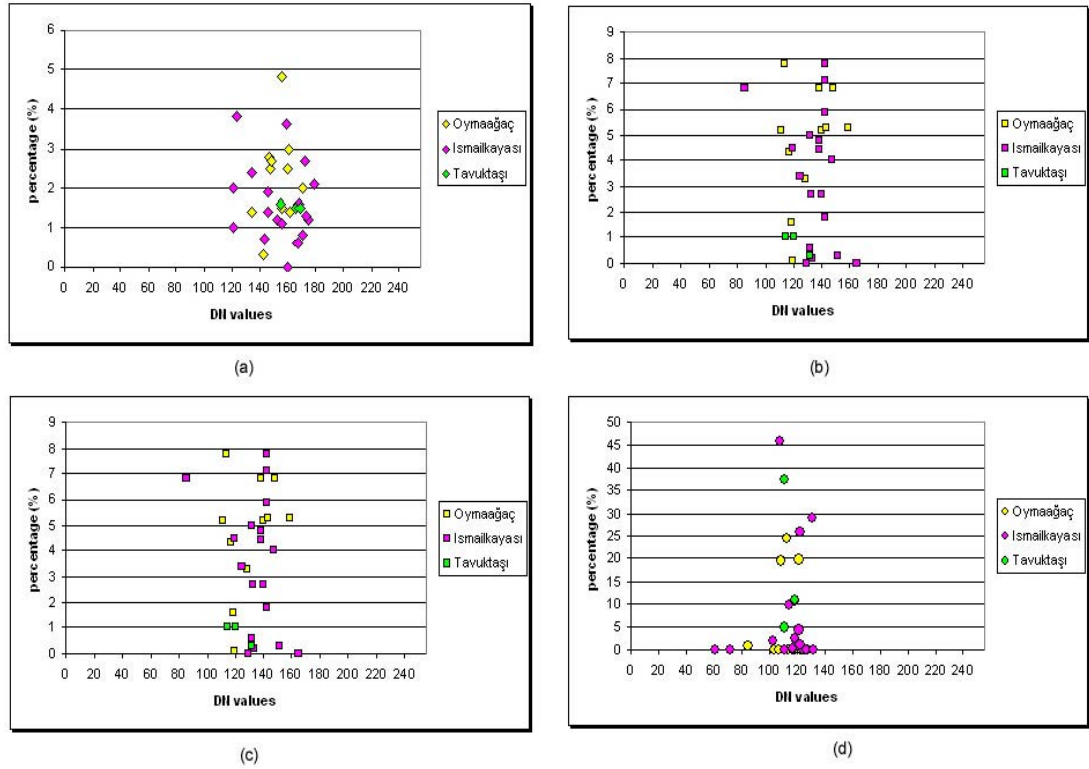 6
5
4
3
2
1
0
percentage (%)
0 20 40 60 80 100 120 140 160 180 200 220 240
DN values
Oymaağaç
Ismailkayası
Tavuktaşı
(a)
9
8
7
6
5
4
3
2
1
0
percentage (%)
0 20 40 60 80 100 120 140 160 180 200 220 240
DN values
Oymaağaç
Ismailkayası
Tavuktaşı
(b)
9
8
7
6
5
4
3
2
1
0
percentage (%)
0 20 40 60 80 100 120 140 160 180 200 220 240
DN values
Oymaağaç
Ismailkayası
Tavuktaşı
(c)
50
45
40
35
30
25
20
15
10
5
0
percentage (%)
0 20 40 60 80 100 120 140 160 180 200 220 240
DN values
Oymaağaç
Ismailkayası
Tavuktaşı
(d)